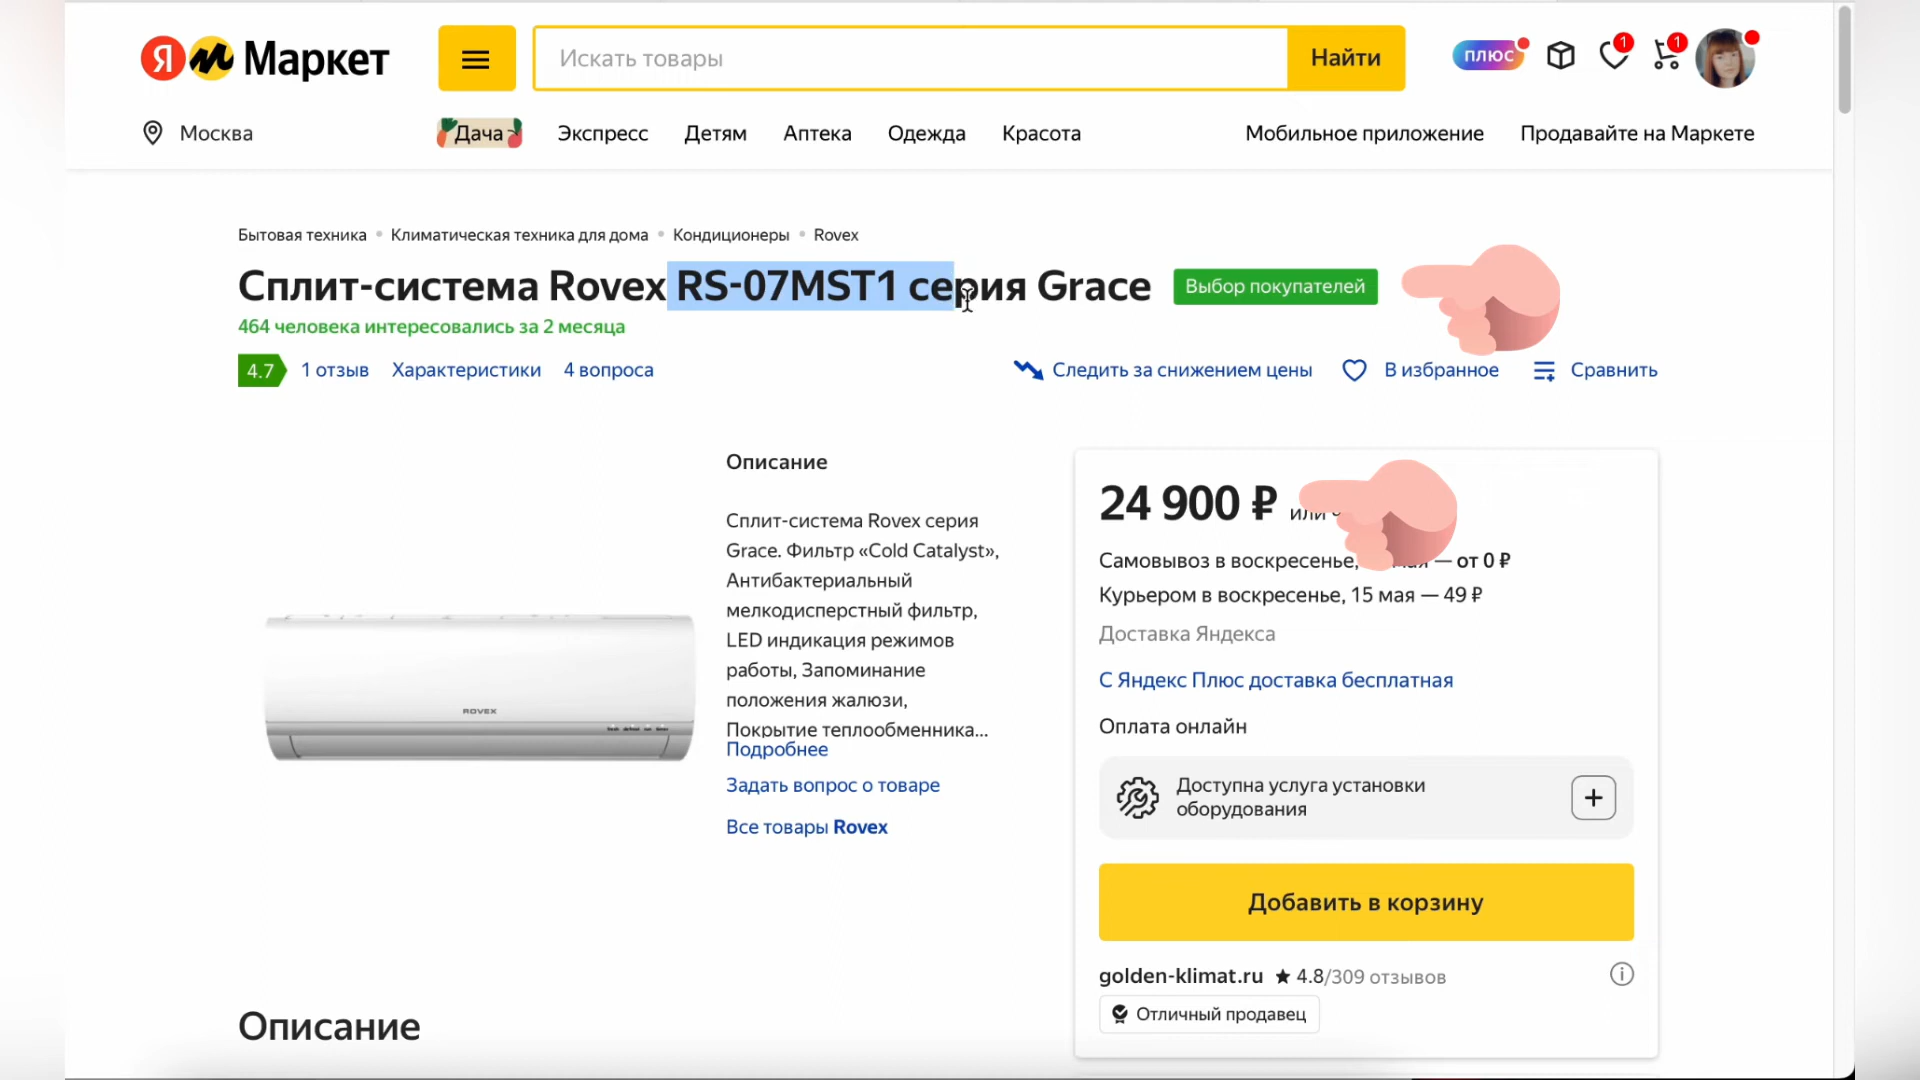 Я Маркет
Искать товары
Найти
плюс
1
1
Москва
Дача
Экспресс
Детям
Аптека
Одежда
Красота
Мобильное приложение
Продавайте на Маркете
Бытовая техника • Климатическая техника для дома • Кондиционеры • Rovex
Сплит-система Rovex RS-07MST1 серия Grace
Выбор покупателей
464 человека интересовались за 2 месяца
4.7
1 отзыв
Характеристики
4 вопроса
Следить за снижением цены
В избранное
Сравнить
Описание
Сплит-система Rovex серия
Grace. Фильтр «Cold Catalyst»,
Антибактериальный
мелкодисперстный фильтр,
LED индикация режимов
работы, Запоминание
положения жалюзи,
Покрытие теплообменника...
Подробнее
Задать вопрос о товаре
Все товары Rovex
ROVEX
24 900 ₽ или
Самовывоз в воскресенье, — от 0 ₽
Курьером в воскресенье, 15 мая — 49 ₽
Доставка Яндекса
С Яндекс Плюс доставка бесплатная
Оплата онлайн
Доступна услуга установки
оборудования
Добавить в корзину
golden-klimat.ru ★ 4.8/309 отзывов
Отличный продавец
Описание